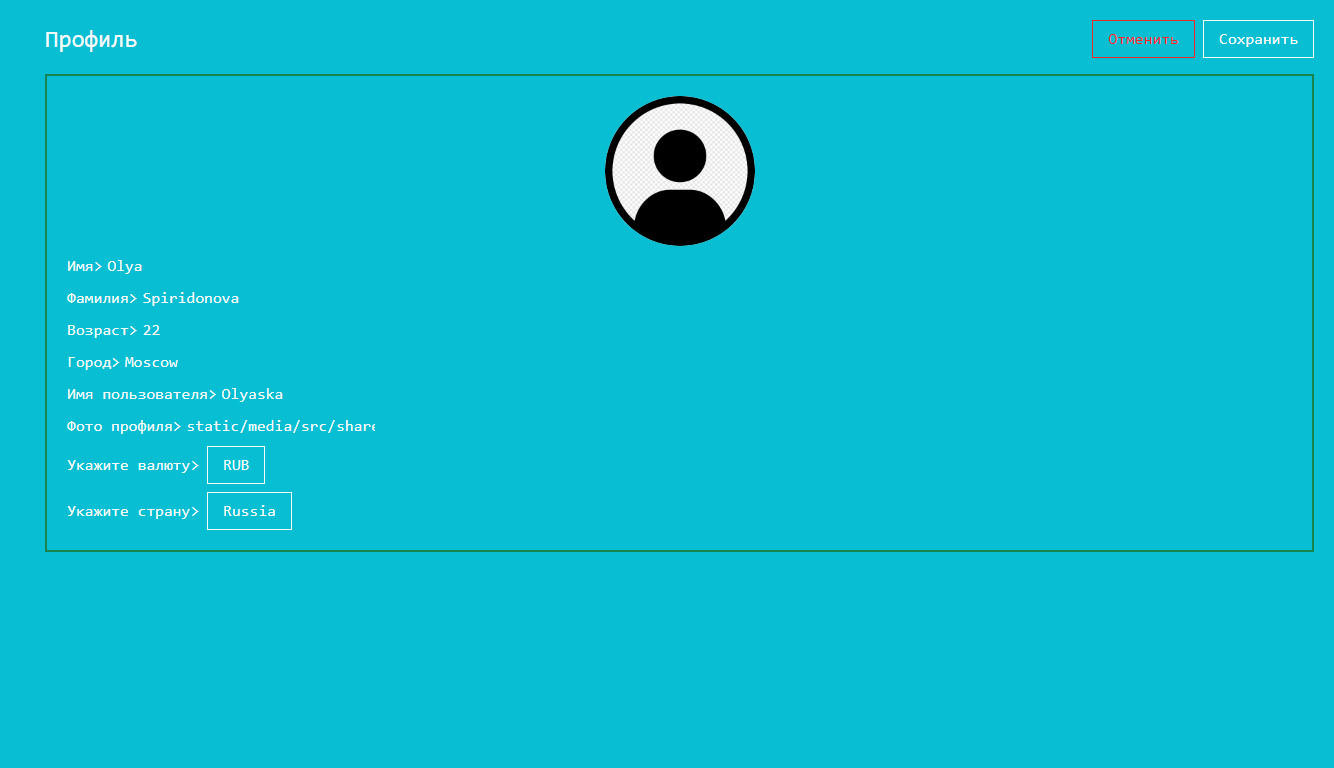 Профиль
Отменить
Сохранить
Имя> Olya
Фамилия> Spiridonova
Возраст> 22
Город> Moscow
Имя пользователя> Olyaska
Фото профиля> static/media/src/share
Укажите валюту> RUB
Укажите страну> Russia